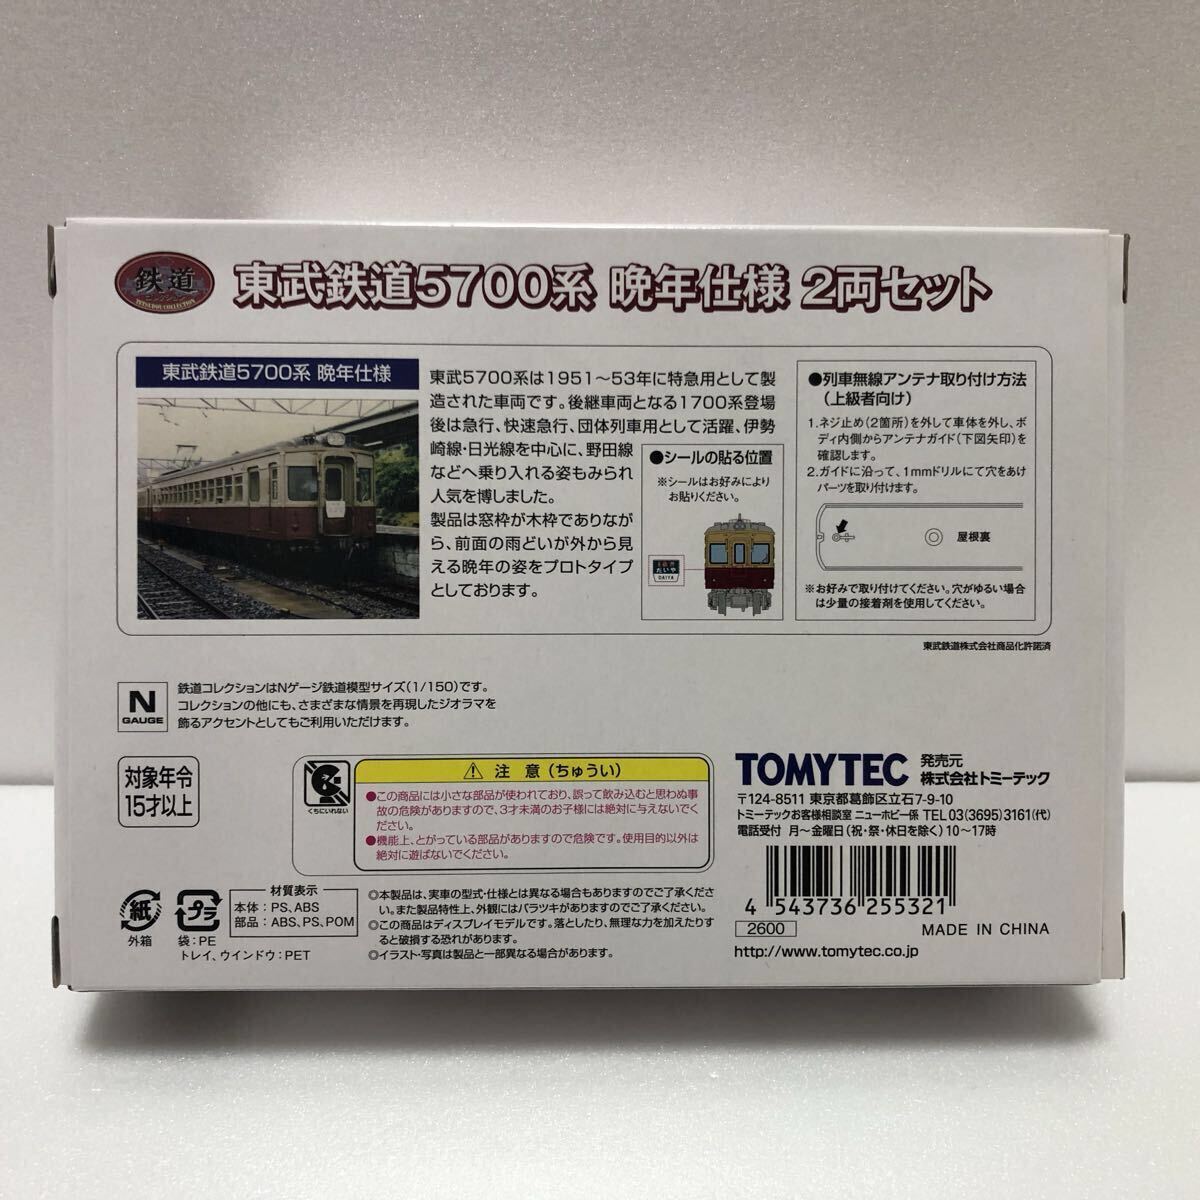 鉄道
コレクション
TETSUDOU COLLECTION
東武鉄道5700系 晩年仕様 2両セット
東武鉄道5700系 晩年仕様
東武5700系は1951〜53年に特急用として製
造された車両です。後継車両となる1700系登場
後は急行、快速急行、団体列車用として活躍、伊勢
崎線・日光線を中心に、野田線
などへ乗り入れる姿もみられ
人気を博しました。
製品は窓枠が木枠でありなが
ら、前面の雨どいが外から見
える晩年の姿をプロトタイプ
としております。
●シールの貼る位置
※シールはお好みにより
お貼りください。
だいや
DAIYA
●列車無線アンテナ取り付け方法
（上級者向け）
1.ネジ止め（2箇所）を外して車体を外し、ボ
ディ内側からアンテナガイド（下図矢印）を
確認します。
2.ガイドに沿って、1mmドリルにて穴をあけ
パーツを取り付けます。
屋根裏
※お好みで取り付けてください。穴がゆるい場合
は少量の接着剤を使用してください。
東武鉄道株式会社商品化許諾済
N
GAUGE
鉄道コレクションはNゲージ鉄道模型サイズ（1/150）です。
コレクションの他にも、さまざまな情景を再現したジオラマを
飾るアクセントとしてもご利用いただけます。
対象年令
15才以上
くちにいれない
注 意（ちゅうい）
●この商品には小さな部品が使われており、誤って飲み込むと思わぬ事
故の危険がありますので、3才未満のお子様には絶対に与えないでく
ださい。
●機能上、とがっている部品がありますので危険です。使用目的以外は
絶対に遊ばないでください。
TOMYTEC 発売元
株式会社トミーテック
〒124-8511 東京都葛飾区立石7-9-10
トミーテックお客様相談室 ニューホビー係 TEL 03(3695)3161(代)
電話受付 月〜金曜日（祝・祭・休日を除く）10〜17時
紙
外箱
プラ
袋：PE
トレイ、ウインドウ：PET
材質表示
本体：PS、ABS
部品：ABS、PS、POM
◎本製品は、実車の型式・仕様とは異なる場合もありますのでご了承くださ
い。また製品特性上、外観にはバラツキがありますのでご了承ください。
◎この商品はディスプレイモデルです。落としたり、無理な力を加えたりす
ると破損する恐れがあります。
◎イラスト・写真は製品と一部異なる場合があります。
4 543736 255321
2600
MADE IN CHINA
http://www.tomytec.co.jp